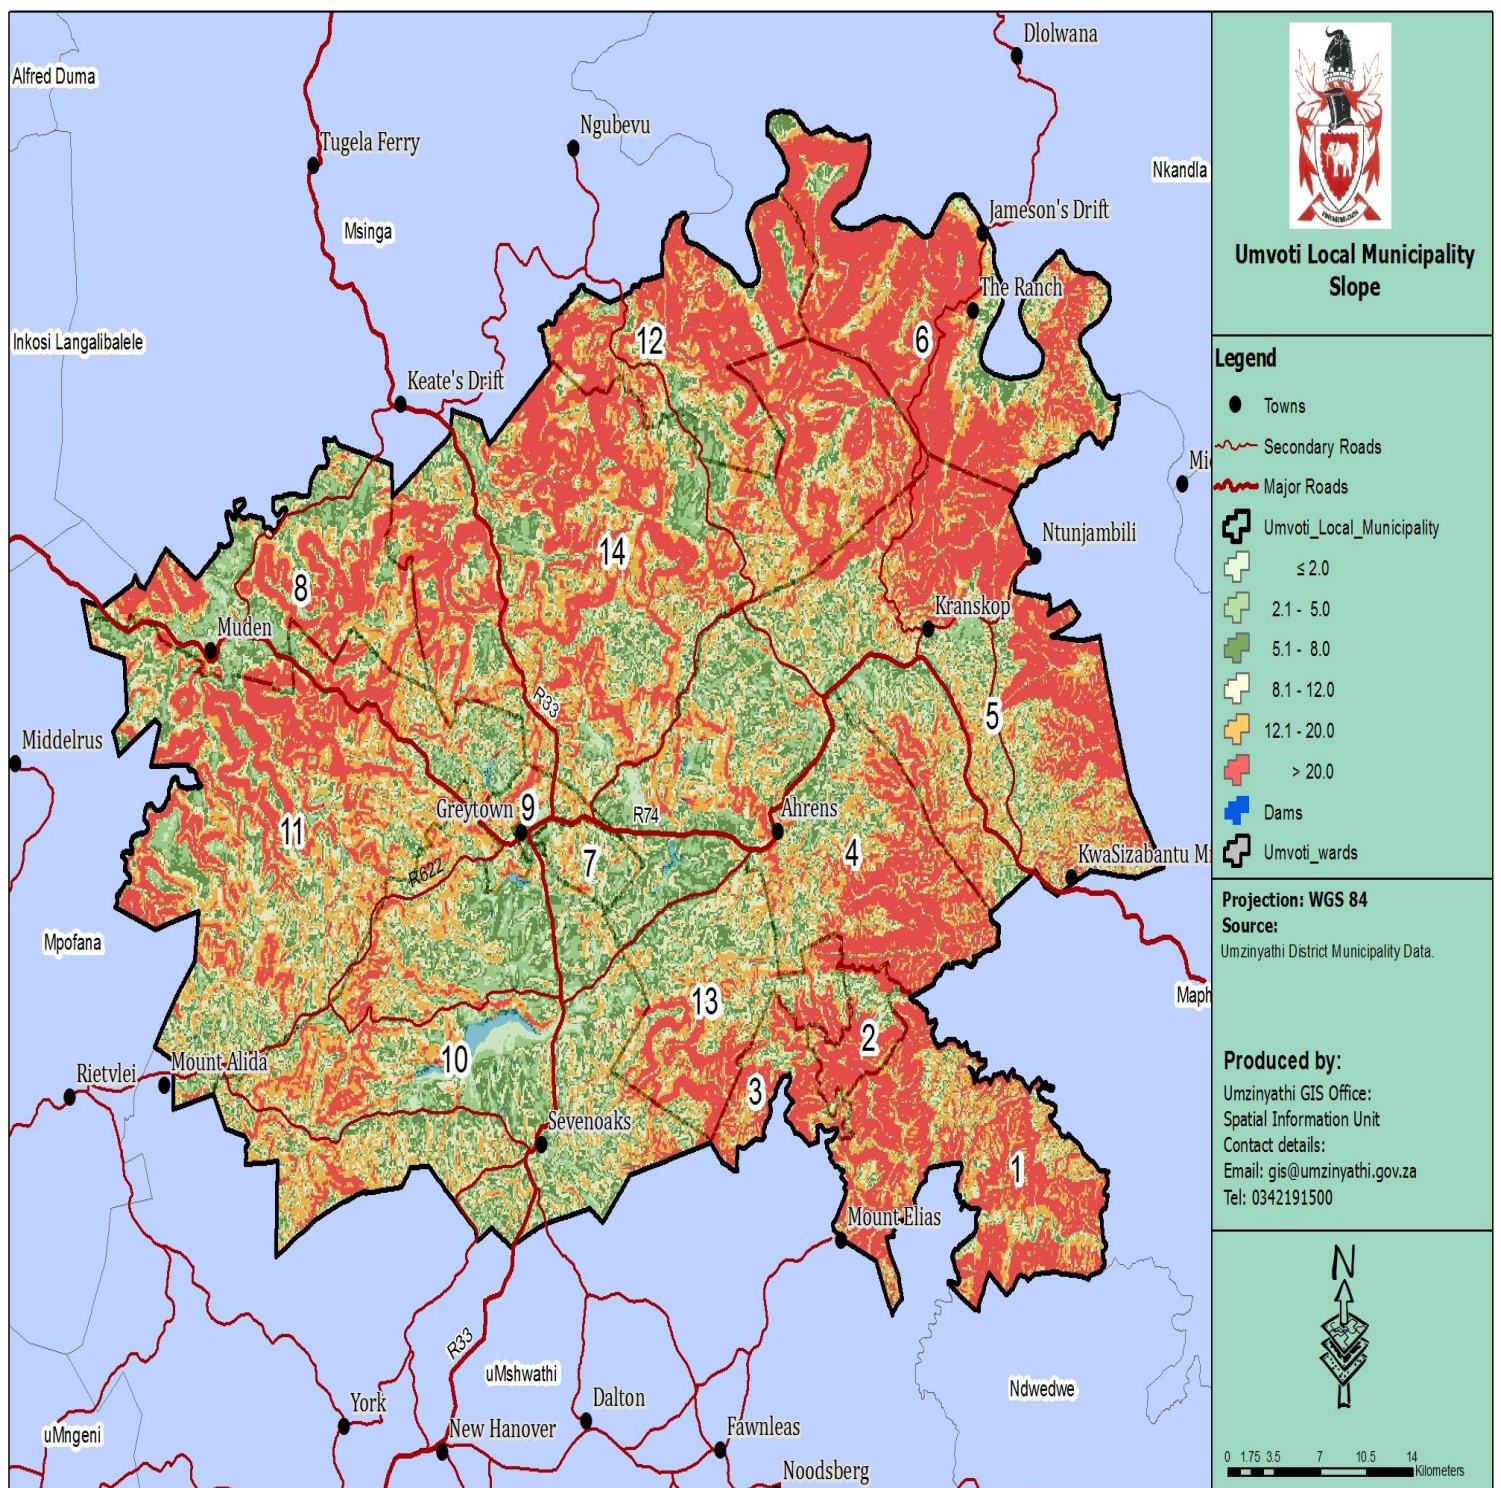 Dlolwana
Alfred Duma
Ngubevu
Tugela Ferry
Nkandla
Jameson's Drift
Msinga
The Ranch
12
6
Inkosi Langalibalele
Keate's Drift
Ntunjambili
14
8
Kranskop
Muden
R33
5
Middelrus
Greytown
9
R74
Ahrens
11
7
4
R622
KwaSizabantu Mi
Mpofana
Maph
13
2
10
3
Rietvlei
Mount Alida
Sevenoaks
1
Mount Elias
R33
uMshwathi
Ndwedwe
York
Dalton
uMngeni
New Hanover
Fawnleas
Noodsberg
Umvoti Local Municipality
Slope
Legend
Towns
Secondary Roads
Major Roads
Umvoti_Local_Municipality
≤ 2.0
2.1 - 5.0
5.1 - 8.0
8.1 - 12.0
12.1 - 20.0
> 20.0
Dams
Umvoti_wards
Projection: WGS 84
Source:
Umzinyathi District Municipality Data.
Produced by:
Umzinyathi GIS Office:
Spatial Information Unit
Contact details:
Email: gis@umzinyathi.gov.za
Tel: 0342191500
N
0 1.75 3.5 7 10.5 14
Kilometers